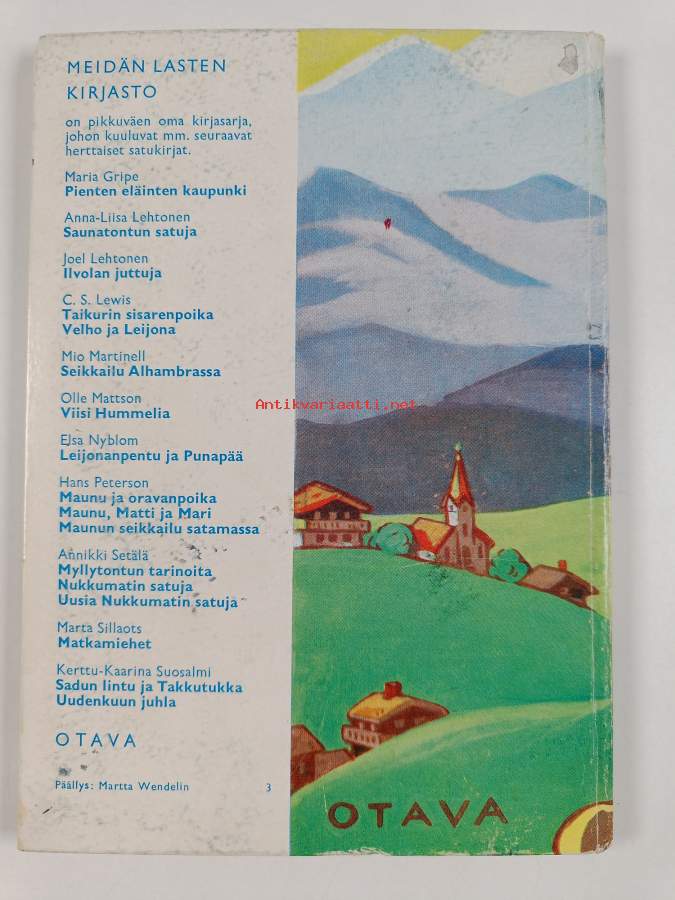 MEIDÄN LASTEN
KIRJASTO
on pikkuväen oma kirjasarja,
johon kuuluvat mm. seuraavat
herttaiset satukirjat.
Maria Gripe
Pienten eläinten kaupunki
Anna-Liisa Lehtonen
Saunatontun satuja
Joel Lehtonen
Ilvolan juttuja
C. S. Lewis
Taikurin sisarenpoika
Velho ja Leijona
Mio Martinell
Seikkailu Alhambrassa
Olle Mattson
Viisi Hummelia
Elsa Nyblom
Leijonanpentu ja Punapää
Hans Peterson
Maunu ja oravanpoika
Maunu, Matti ja Mari
Maunun seikkailu satamassa
Annikki Setälä
Myllytontun tarinoita
Nukkumatin satuja
Uusia Nukkumatin satuja
Marta Sillaots
Matkamiehet
Kerttu-Kaarina Suosalmi
Sadun lintu ja Takkutukka
Uudenkuun juhla
OTAVA
Päällys: Martta Wendelin 3
OTAVA
Antikvariaatti.net